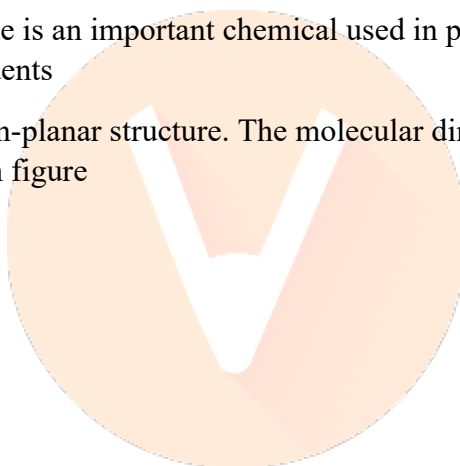 e is an important chemical used in p
ents
-planar structure. The molecular di
figure